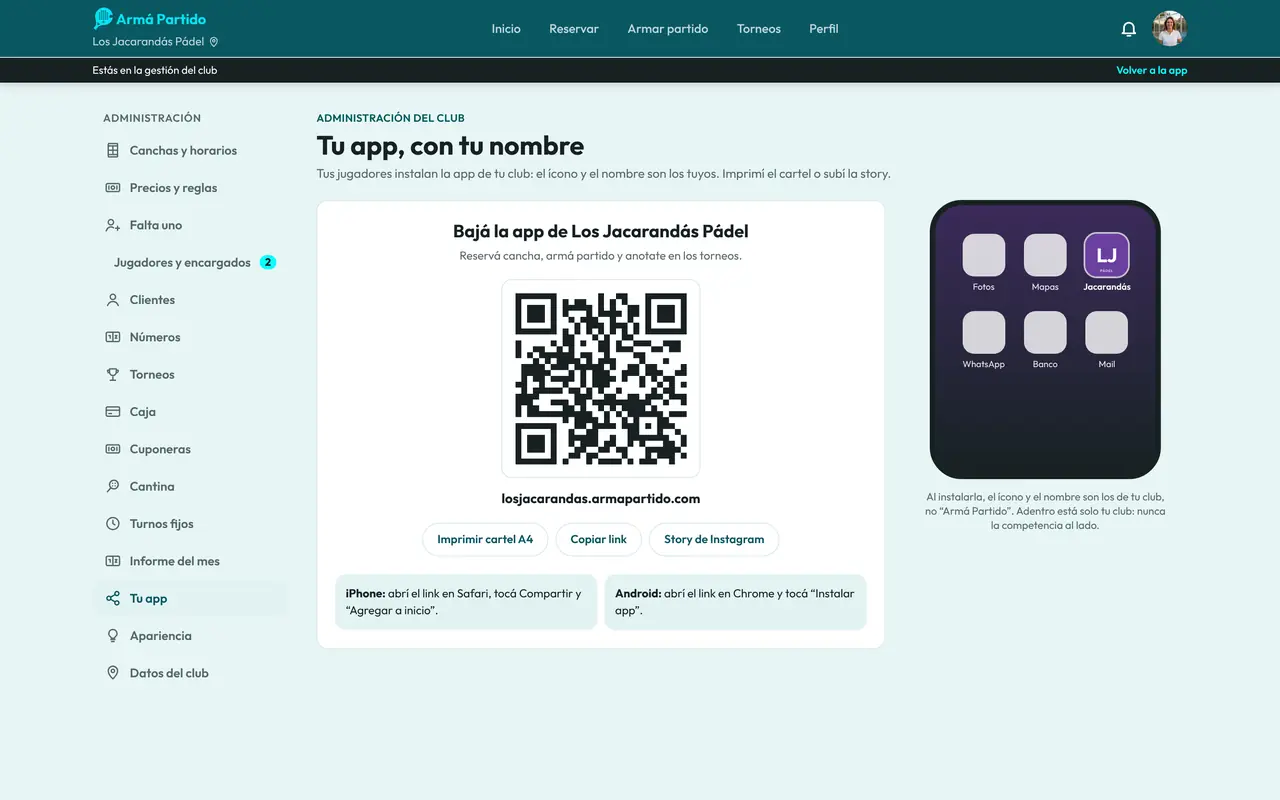 Armá Partido
Los Jacarandás Pádel
Inicio
Reservar
Armar partido
Torneos
Perfil
Estás en la gestión del club
Volver a la app
ADMINISTRACIÓN
Canchas y horarios
Precios y reglas
Falta uno
Jugadores y encargados 2
Clientes
Números
Torneos
Caja
Cuponeras
Cantina
Turnos fijos
Informe del mes
Tu app
Apariencia
Datos del club
ADMINISTRACIÓN DEL CLUB
Tu app, con tu nombre
Tus jugadores instalan la app de tu club: el ícono y el nombre son los tuyos. Imprimí el cartel o subí la story.
Bajá la app de Los Jacarandás Pádel
Reservá cancha, armá partido y anotate en los torneos.
losjacarandas.armapartido.com
Imprimir cartel A4
Copiar link
Story de Instagram
iPhone: abrí el link en Safari, tocá Compartir y
“Agregar a inicio”.
Android: abrí el link en Chrome y tocá “Instalar
app”.
LJ
PÁDEL
Fotos
Mapas
Jacarandás
WhatsApp
Banco
Mail
Al instalarla, el ícono y el nombre son los de tu club,
no “Armá Partido”. Adentro está solo tu club: nunca
la competencia al lado.